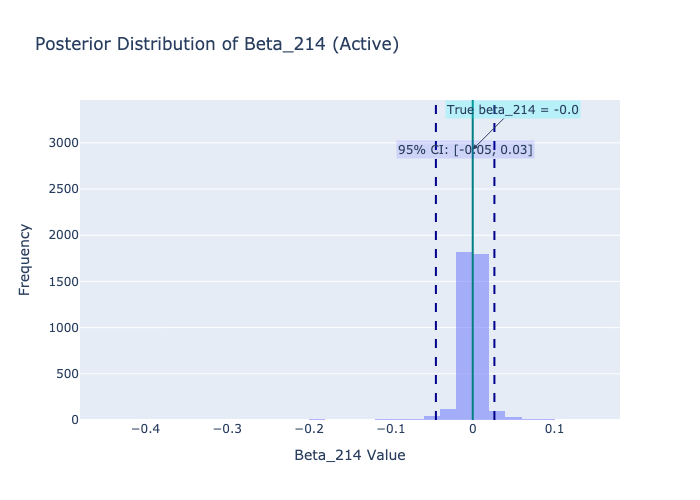 Posterior Distribution of Beta_214 (Active)
True beta_214 = -0.0
95% CI: [-0.05, 0.03]
3000
2500
2000
1500
1000
500
0
Frequency
−0.4 −0.3 −0.2 −0.1 0 0.1
Beta_214 Value